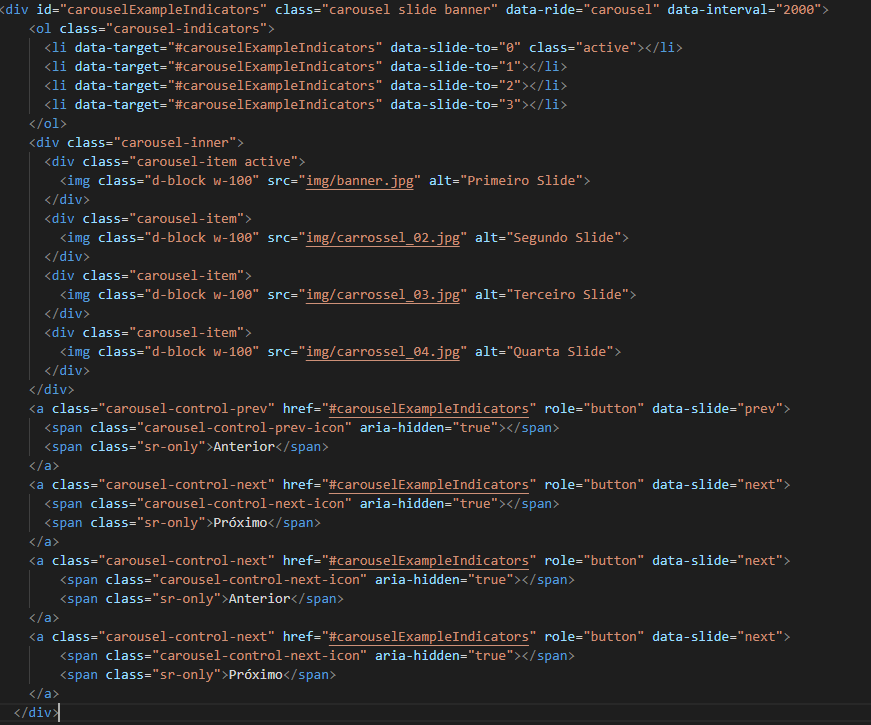 <div id="carouselExampleIndicators" class="carousel slide banner" data-ride="carousel" data-interval="2000">
<ol class="carousel-indicators">
<li data-target="#carouselExampleIndicators" data-slide-to="0" class="active"></li>
<li data-target="#carouselExampleIndicators" data-slide-to="1"></li>
<li data-target="#carouselExampleIndicators" data-slide-to="2"></li>
<li data-target="#carouselExampleIndicators" data-slide-to="3"></li>
</ol>
<div class="carousel-inner">
<div class="carousel-item active">
<img class="d-block w-100" src="img/banner.jpg" alt="Primeiro Slide">
</div>
<div class="carousel-item">
<img class="d-block w-100" src="img/carrossel_02.jpg" alt="Segundo Slide">
</div>
<div class="carousel-item">
<img class="d-block w-100" src="img/carrossel_03.jpg" alt="Terceiro Slide">
</div>
<div class="carousel-item">
<img class="d-block w-100" src="img/carrossel_04.jpg" alt="Quarta Slide">
</div>
</div>
<a class="carousel-control-prev" href="#carouselExampleIndicators" role="button" data-slide="prev">
<span class="carousel-control-prev-icon" aria-hidden="true"></span>
<span class="sr-only">Anterior</span>
</a>
<a class="carousel-control-next" href="#carouselExampleIndicators" role="button" data-slide="next">
<span class="carousel-control-next-icon" aria-hidden="true"></span>
<span class="sr-only">Próximo</span>
</a>
<a class="carousel-control-next" href="#carouselExampleIndicators" role="button" data-slide="next">
<span class="carousel-control-next-icon" aria-hidden="true"></span>
<span class="sr-only">Anterior</span>
</a>
<a class="carousel-control-next" href="#carouselExampleIndicators" role="button" data-slide="next">
<span class="carousel-control-next-icon" aria-hidden="true"></span>
<span class="sr-only">Próximo</span>
</a>
</div>